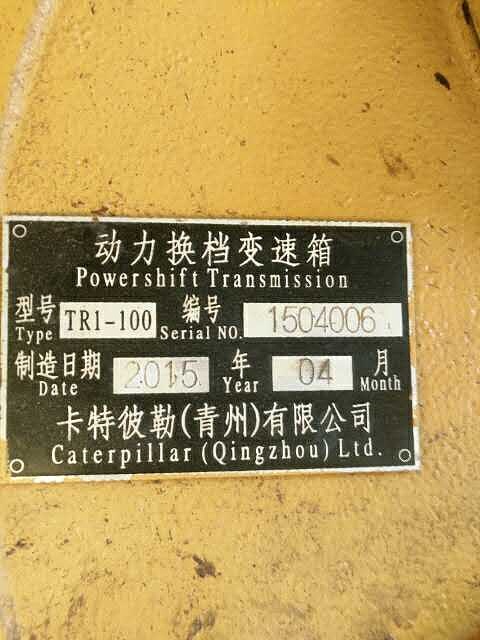 动力换档变速箱
Powershift Transmission
型号 TR1-100 编号 1504006
Type Serial NO.
制造日期 2015 年 04 月
Date Year Month
卡特彼勒(青州)有限公司
Caterpillar (Qingzhou) Ltd.